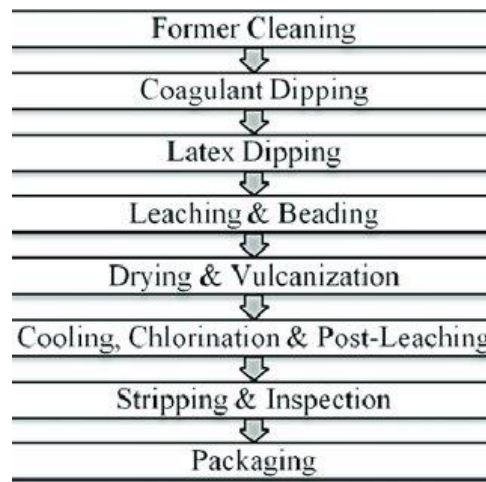 Former Cleaning
Coagulant Dipping
Latex Dipping
Leaching & Beading
Drying & Vulcanization
Cooling, Chlorination & Post-Leaching
Stripping & Inspection
Packaging